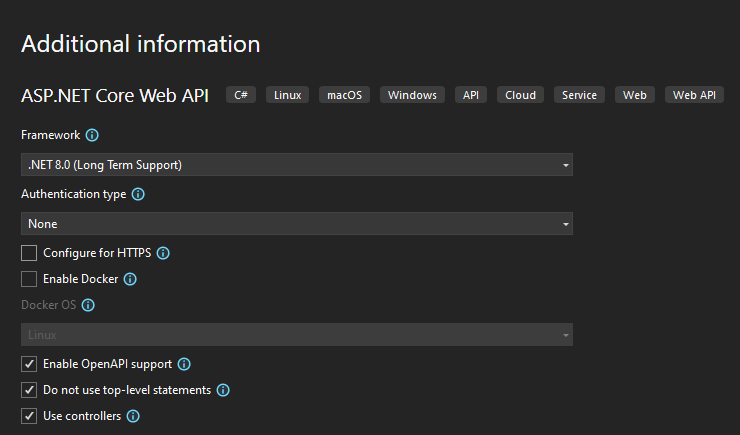 Additional information
ASP.NET Core Web API C# Linux macOS Windows API Cloud Service Web Web API
Framework
.NET 8.0 (Long Term Support)
Authentication type
None
Configure for HTTPS
Enable Docker
Docker OS
Linux
Enable OpenAPI support
Do not use top-level statements
Use controllers